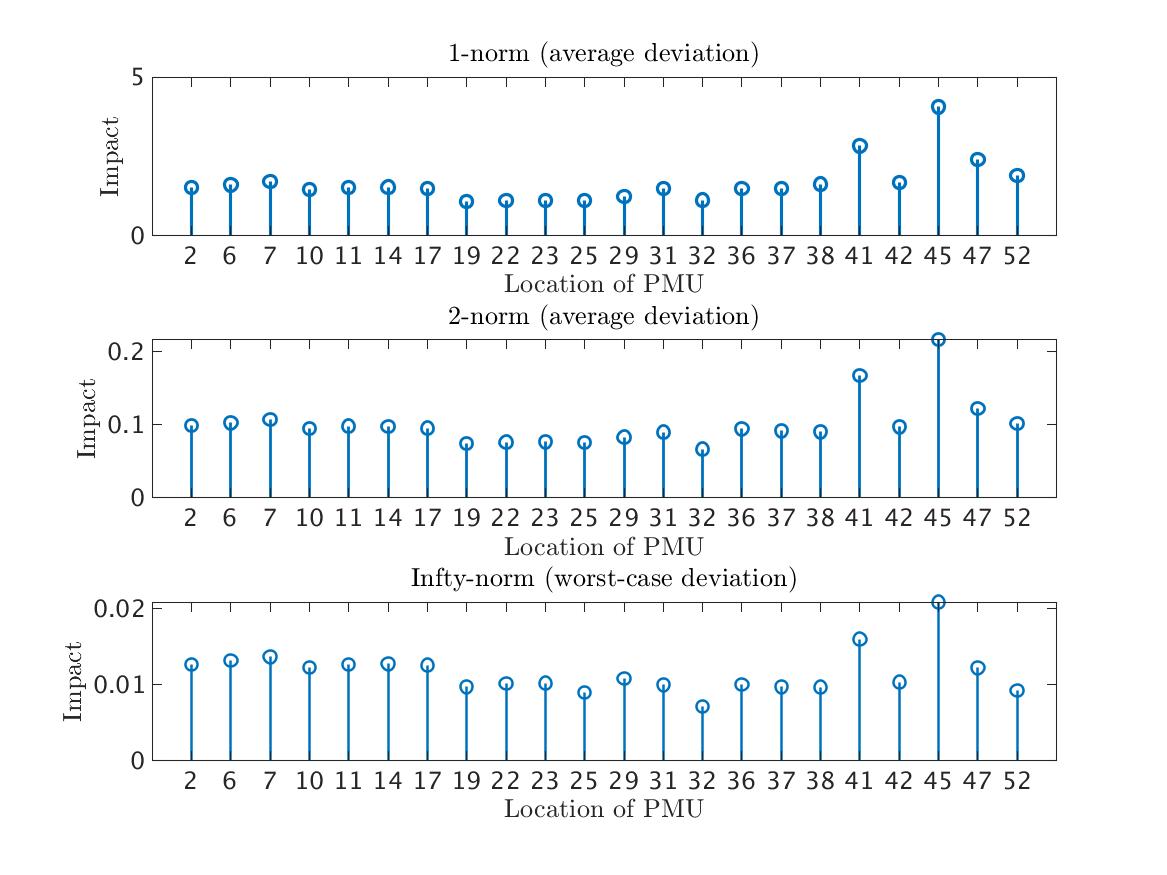 1-norm (average deviation)
5
0
Impact
2 6 7 10 11 14 17 19 22 23 25 29 31 32 36 37 38 41 42 45 47 52
Location of PMU
2-norm (average deviation)
0.2
0.1
0
Impact
2 6 7 10 11 14 17 19 22 23 25 29 31 32 36 37 38 41 42 45 47 52
Location of PMU
Infty-norm (worst-case deviation)
0.02
0.01
0
Impact
2 6 7 10 11 14 17 19 22 23 25 29 31 32 36 37 38 41 42 45 47 52
Location of PMU